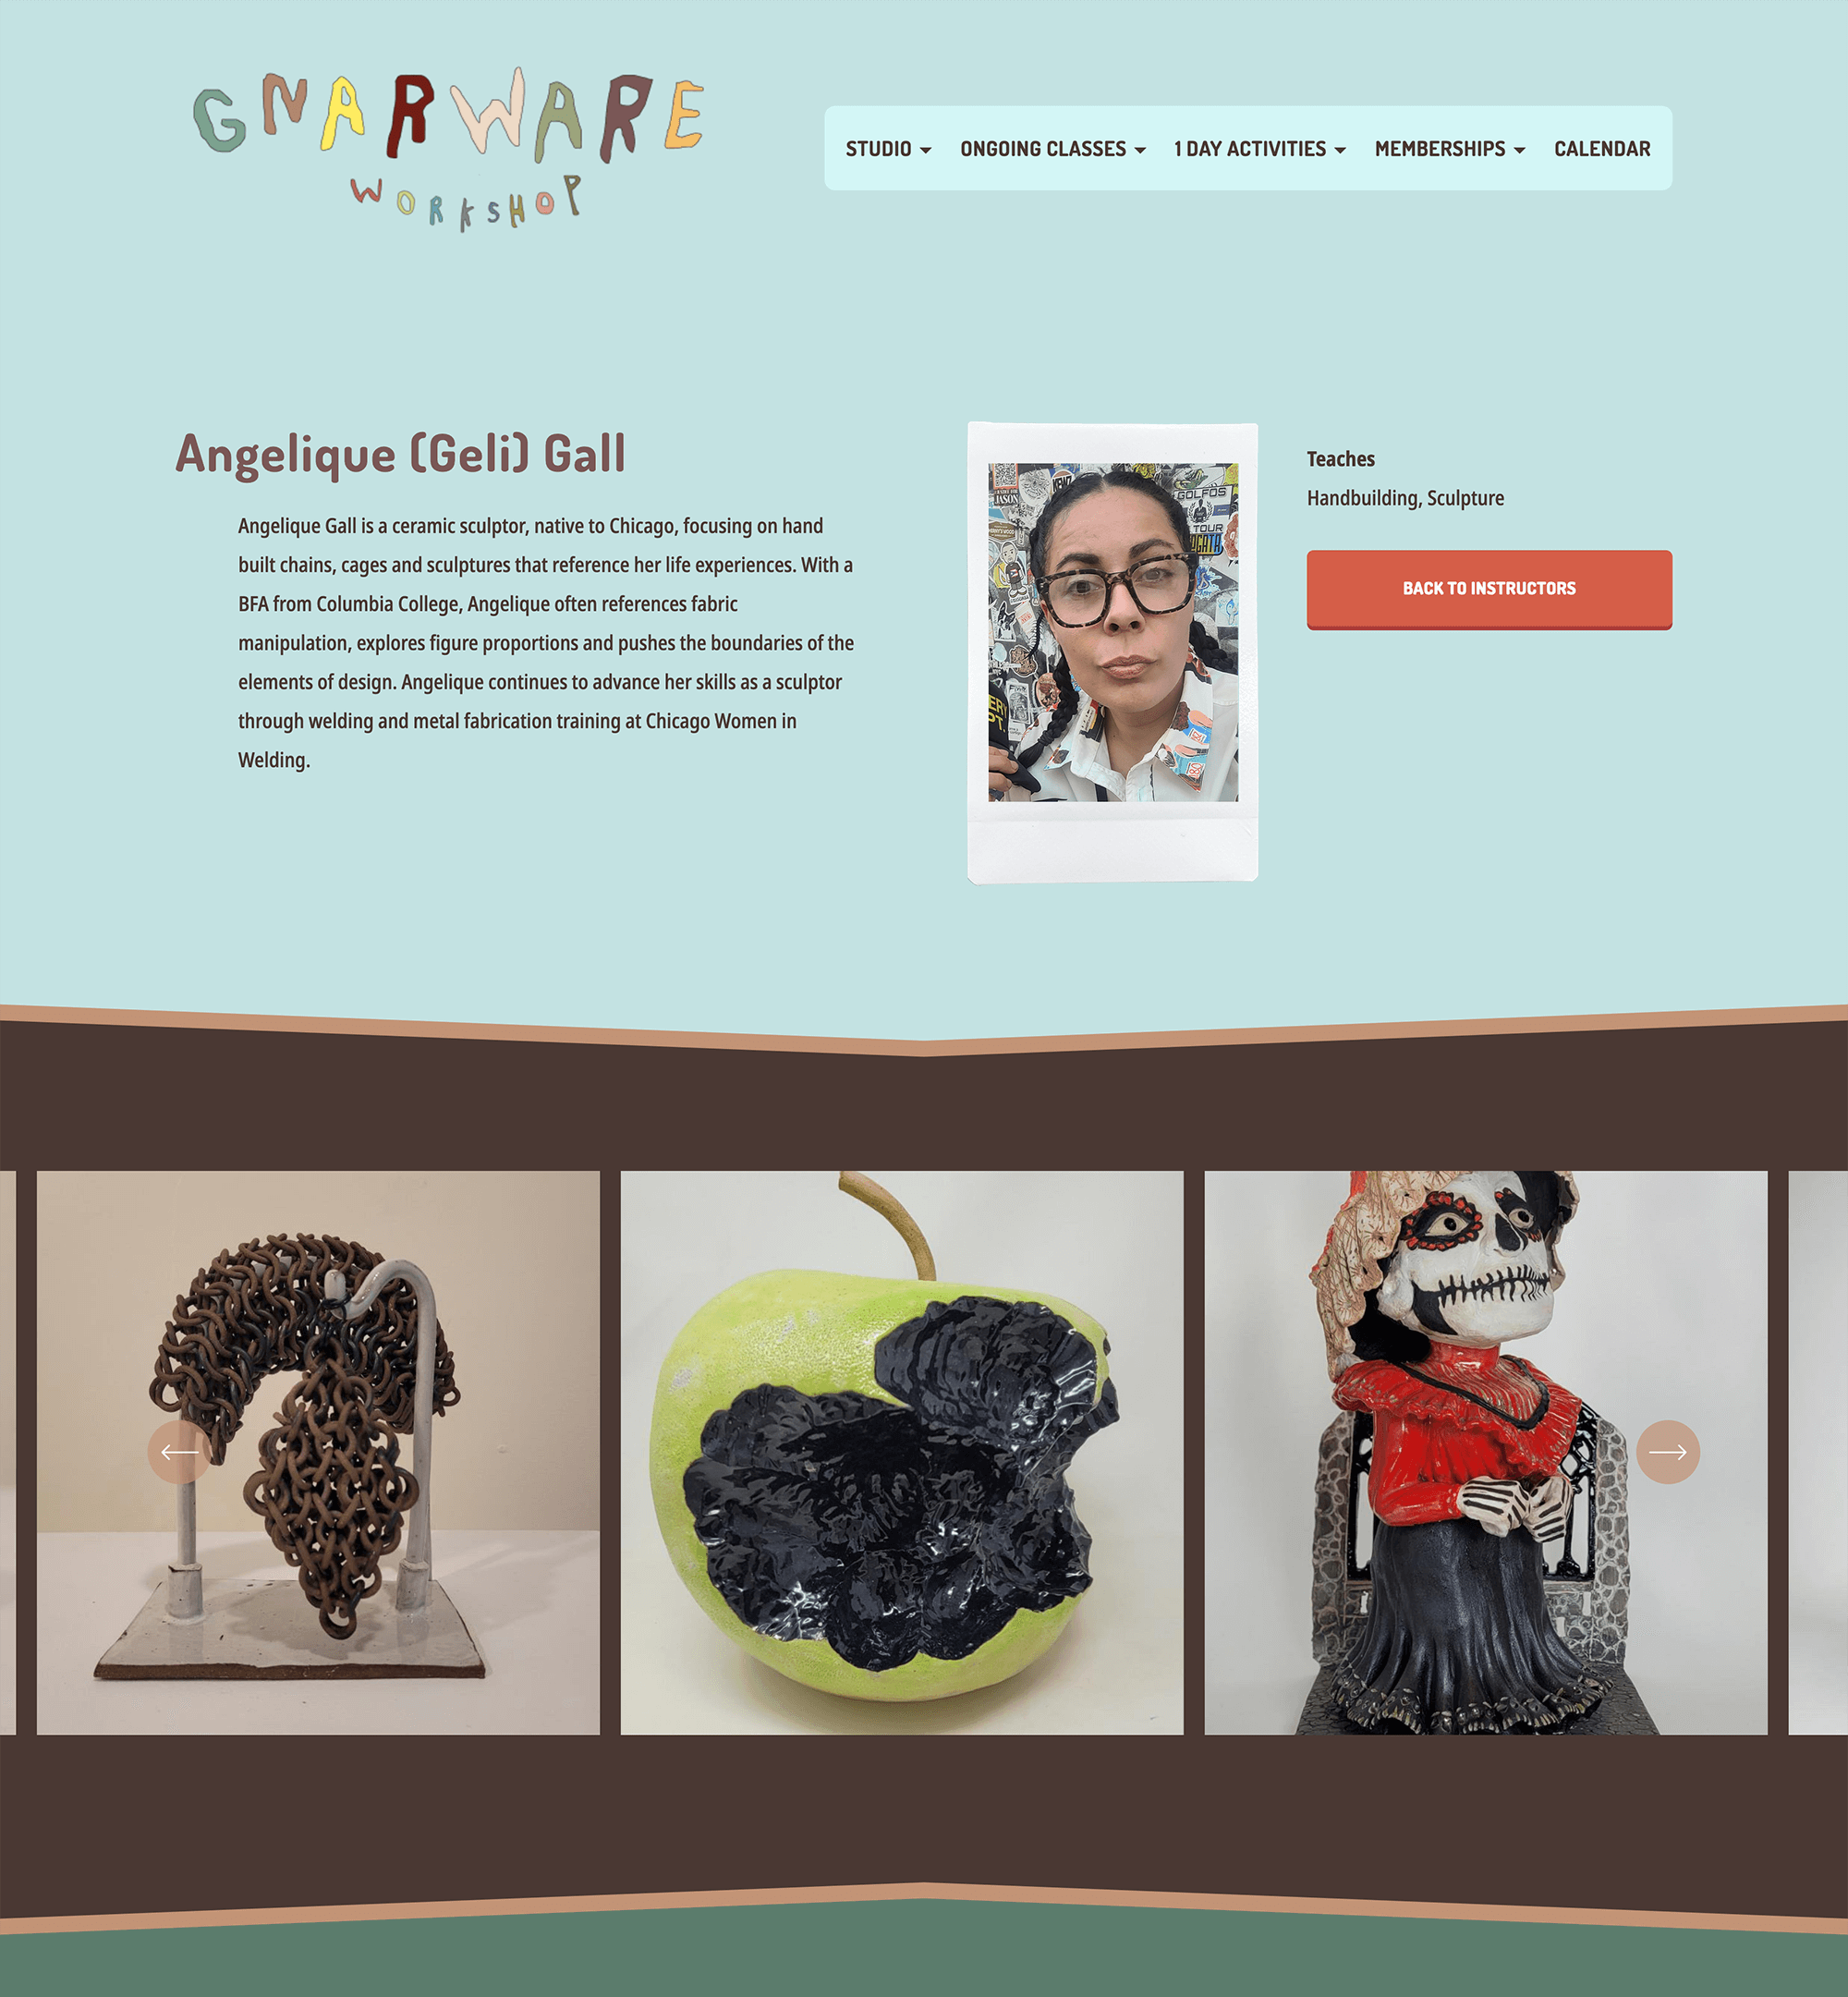 GNARWARE
WORKSHOP
STUDIO
ONGOING CLASSES
1 DAY ACTIVITIES
MEMBERSHIPS
CALENDAR
Angelique (Geli) Gall
Angelique Gall is a ceramic sculptor, native to Chicago, focusing on hand
built chains, cages and sculptures that reference her life experiences. With a
BFA from Columbia College, Angelique often references fabric
manipulation, explores figure proportions and pushes the boundaries of the
elements of design. Angelique continues to advance her skills as a sculptor
through welding and metal fabrication training at Chicago Women in
Welding.
JASON
GOLFOS
TOUR
Teaches
Handbuilding, Sculpture
BACK TO INSTRUCTORS